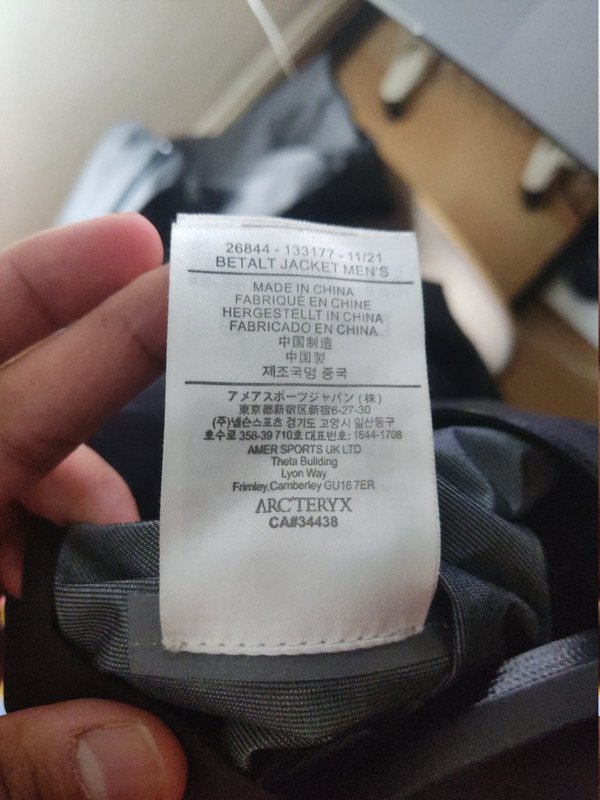 26844 - 133177 - 11/21
BETALT JACKET MEN'S
MADE IN CHINA
FABRIQUÉ EN CHINE
HERGESTELLT IN CHINA
FABRICADO EN CHINA
中国制造
中国製
제조국명 중국
アメアスポーツジャパン (株)
東京都新宿区新宿6-27-30
(주)넬슨스포츠 경기도 고양시 일산동구
호수로 358-39 710호 대표번호: 1644-1708
AMER SPORTS UK LTD
Theta Building
Lyon Way
Frimley,Camberley GU16 7ER
ARC'TERYX
CA#34438